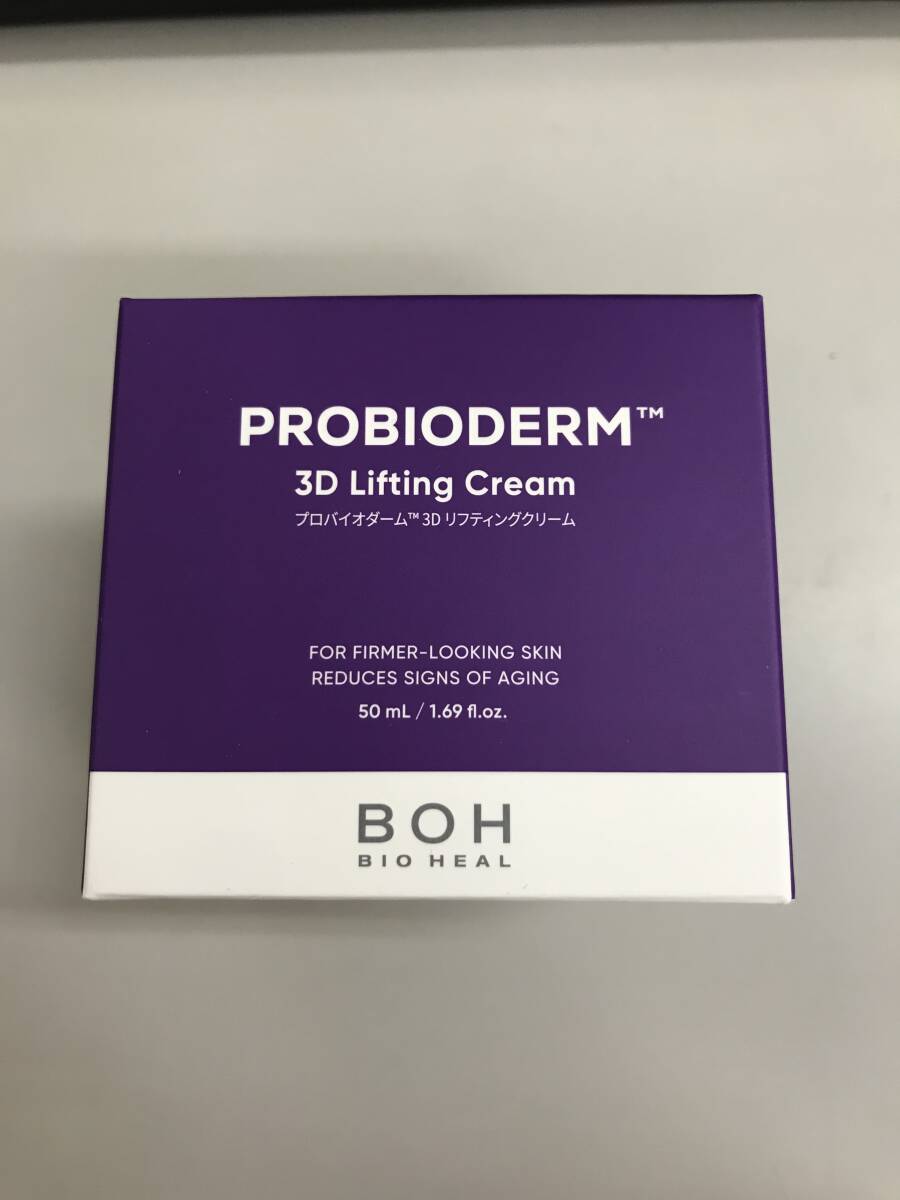 PROBIODERM™
3D Lifting Cream
プロバイオダーム™ 3D リフティングクリーム
FOR FIRMER-LOOKING SKIN
REDUCES SIGNS OF AGING
50 mL / 1.69 fl.oz.
BOH
BIO HEAL